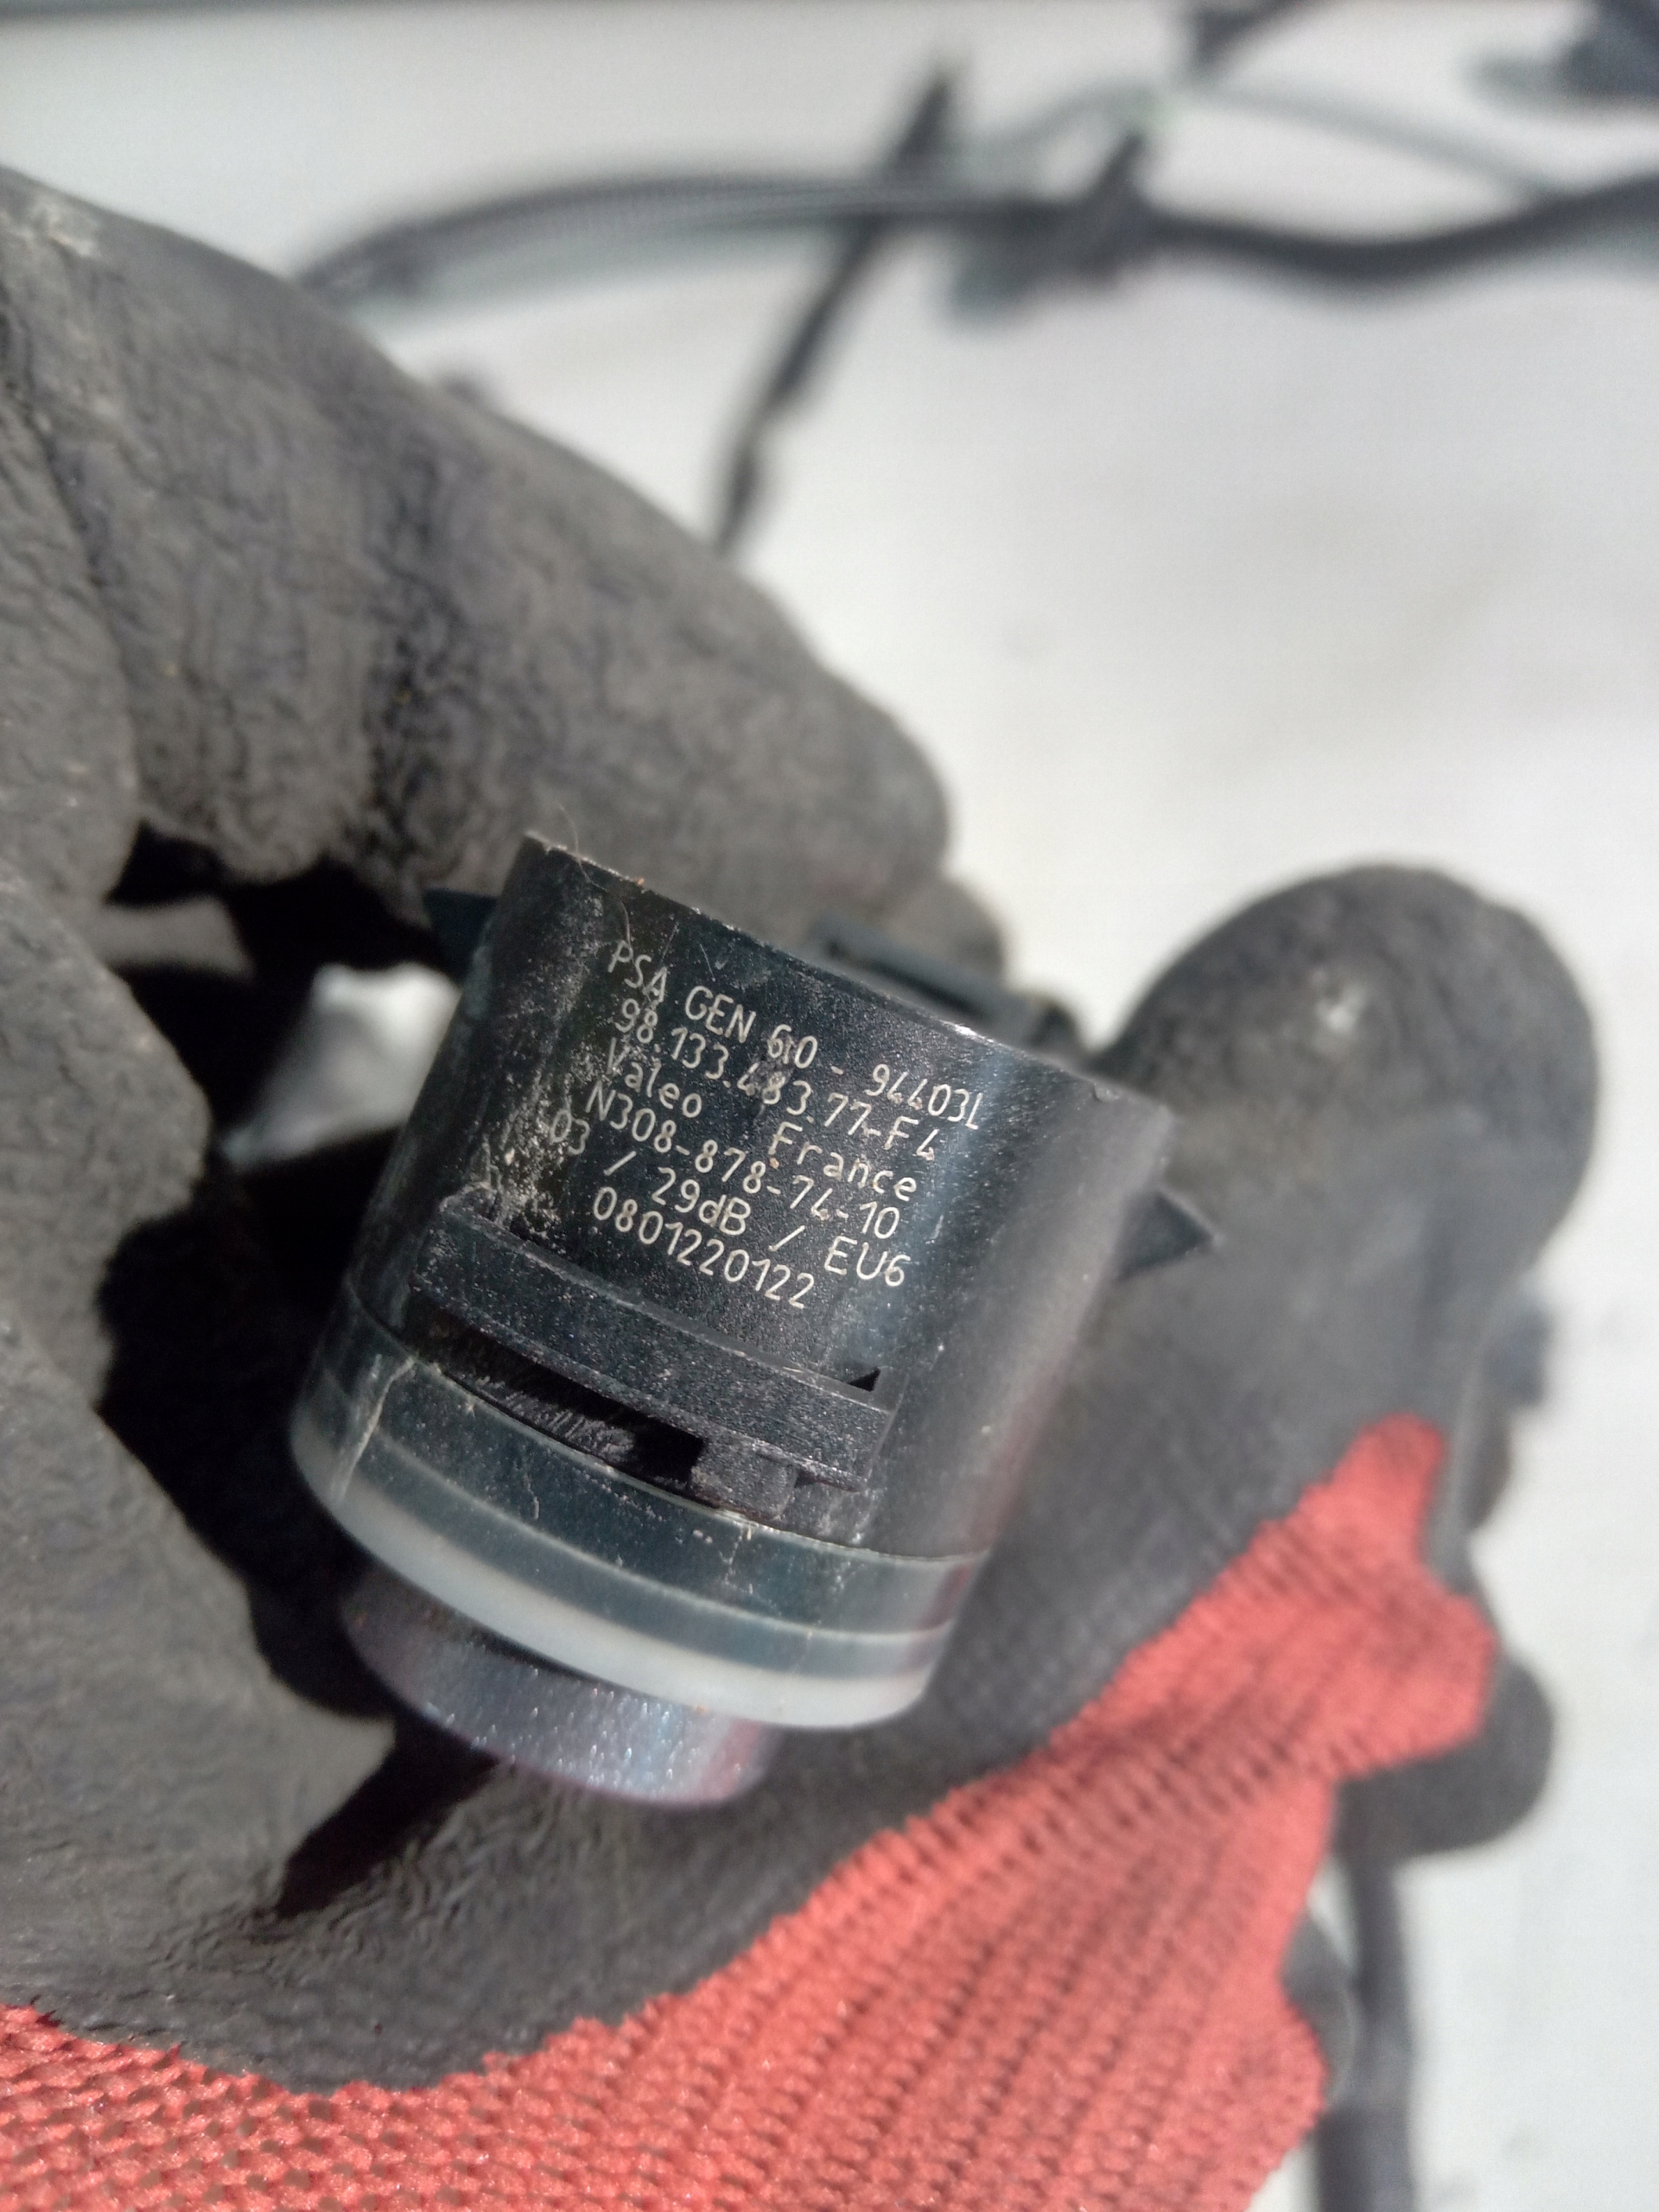 PSA GEN 6.0 - 94403L
98.133.483.77-F4
Valeo France
N308-878-74-10
03 / 29dB / EU6
0801220122